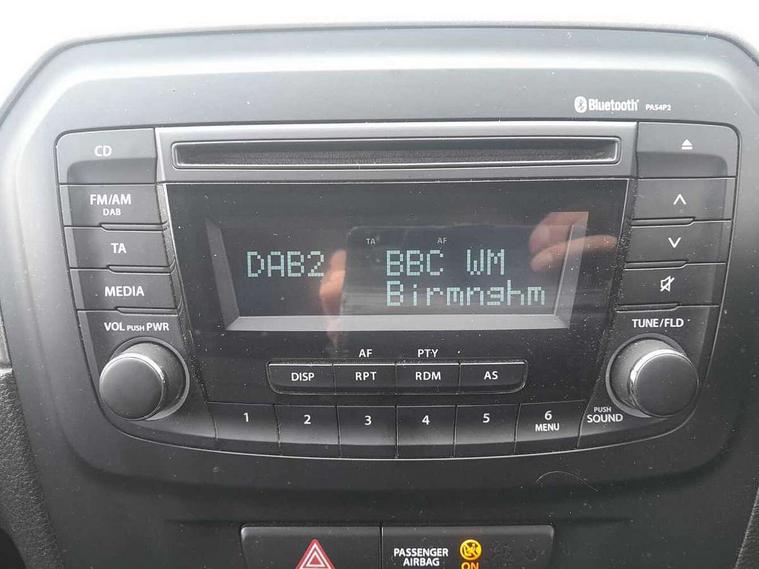 Bluetooth® PA54P2
CD
FM/AM
DAB
TA
MEDIA
VOL PUSH PWR
TA AF
DAB2 BBC WM
Birmnghm
TUNE/FLD
AF PTY
DISP RPT RDM AS
1 2 3 4 5 6
MENU
PUSH
SOUND
PASSENGER
AIRBAG
ON